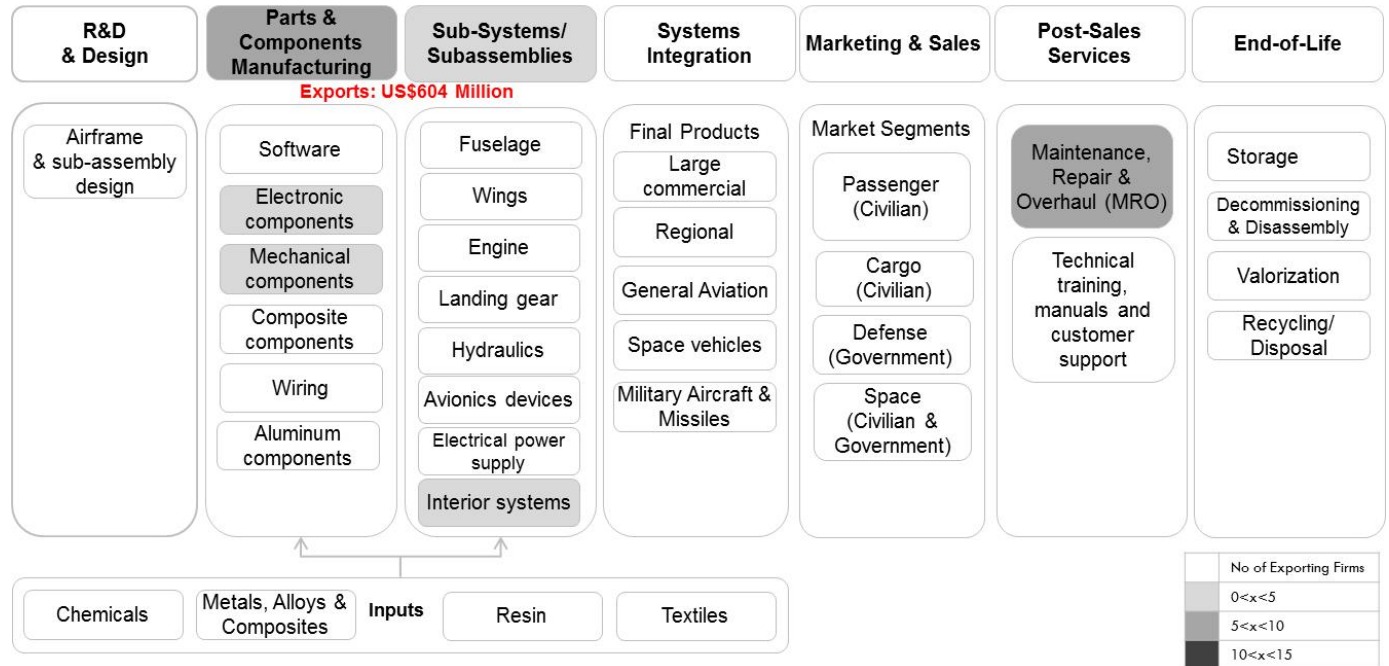 R&D
& Design
Parts &
Components
Manufacturing
Sub-Systems/
Subassemblies
Systems
Integration
Marketing & Sales
Post-Sales
Services
End-of-Life
Exports: US$604 Million
Airframe
& sub-assembly
design
Software
Electronic
components
Mechanical
components
Composite
components
Wiring
Aluminum
components
Fuselage
Wings
Engine
Landing gear
Hydraulics
Avionics devices
Electrical power
supply
Interior systems
Final Products
Large
commercial
Regional
General Aviation
Space vehicles
Military Aircraft &
Missiles
Market Segments
Passenger
(Civilian)
Cargo
(Civilian)
Defense
(Government)
Space
(Civilian &
Government)
Maintenance,
Repair &
Overhaul (MRO)
Technical
training,
manuals and
customer
support
Storage
Decommissioning
& Disassembly
Valorization
Recycling/
Disposal
Chemicals
Metals, Alloys &
Composites
Inputs
Resin
Textiles
No of Exporting Firms
0<x<5
5<x<10
10<x<15